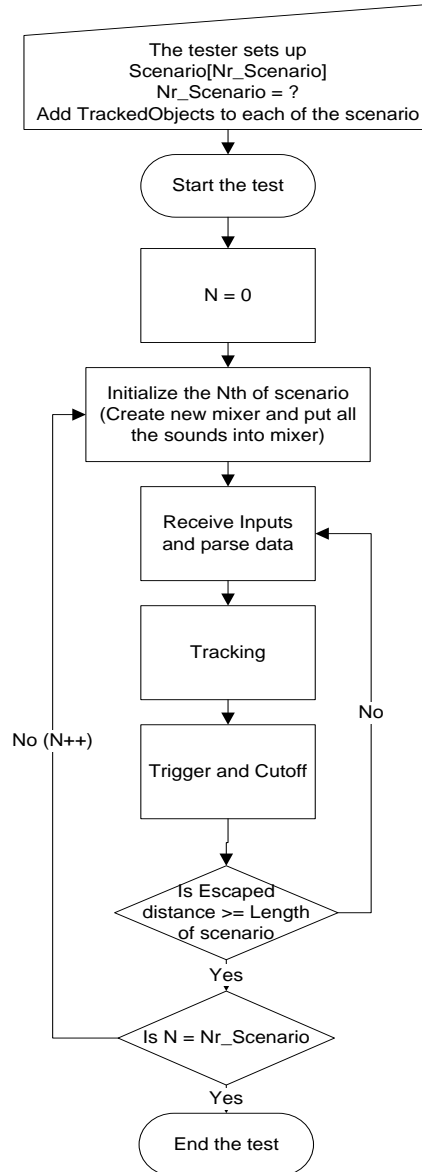 The tester sets up
Scenario[Nr_Scenario]
Nr_Scenario = ?
Add TrackedObjects to each of the scenario
Start the test
N = 0
Initialize the Nth of scenario
(Create new mixer and put all
the sounds into mixer)
Receive Inputs
and parse data
Tracking
No
No (N++)
Trigger and Cutoff
Is Escaped
distance >= Length
of scenario
Yes
Is N = Nr_Scenario
Yes
End the test